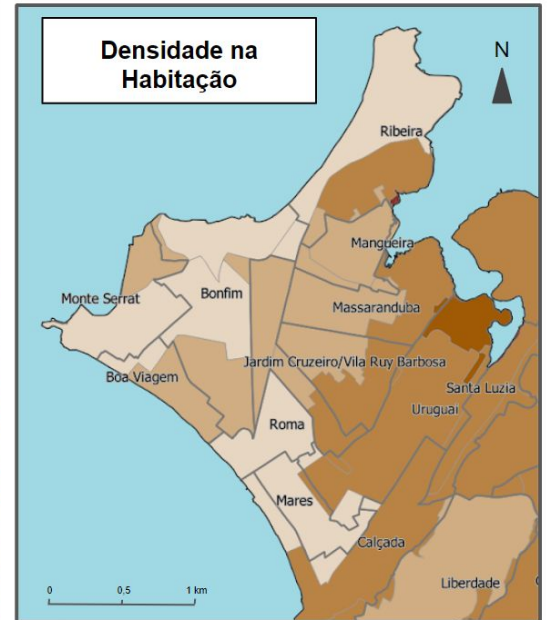 Densidade na
Habitação
N
Ribeira
Mangueira
Monte Serrat
Bonfim
Massaranduba
Boa Viagem
Jardim Cruzeiro/Vila Ruy Barbosa
Santa Luzia
Uruguai
Roma
Mares
Calçada
Liberdade
0 0,5 1 km